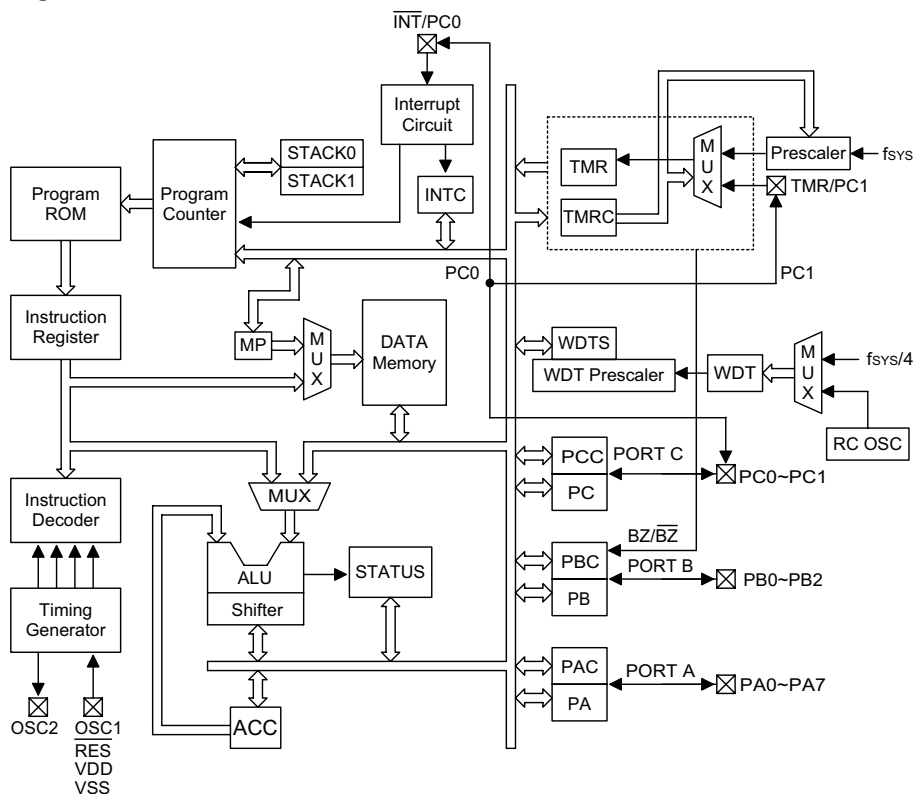 INT/PC0
Interrupt
Circuit
STACK0
STACK1
Program
ROM
Program
Counter
INTC
TMR
TMRC
MUX
Prescaler
fSYS
TMR/PC1
PC0
PC1
Instruction
Register
MP
MUX
DATA
Memory
WDTS
WDT Prescaler
WDT
MUX
fSYS/4
RC OSC
PCC
PC
PORT C
PC0~PC1
Instruction
Decoder
MUX
ALU
Shifter
STATUS
BZ/BZ
PBC
PB
PORT B
PB0~PB2
Timing
Generator
PAC
PA
PORT A
PA0~PA7
OSC2
OSC1
RES
VDD
VSS
ACC